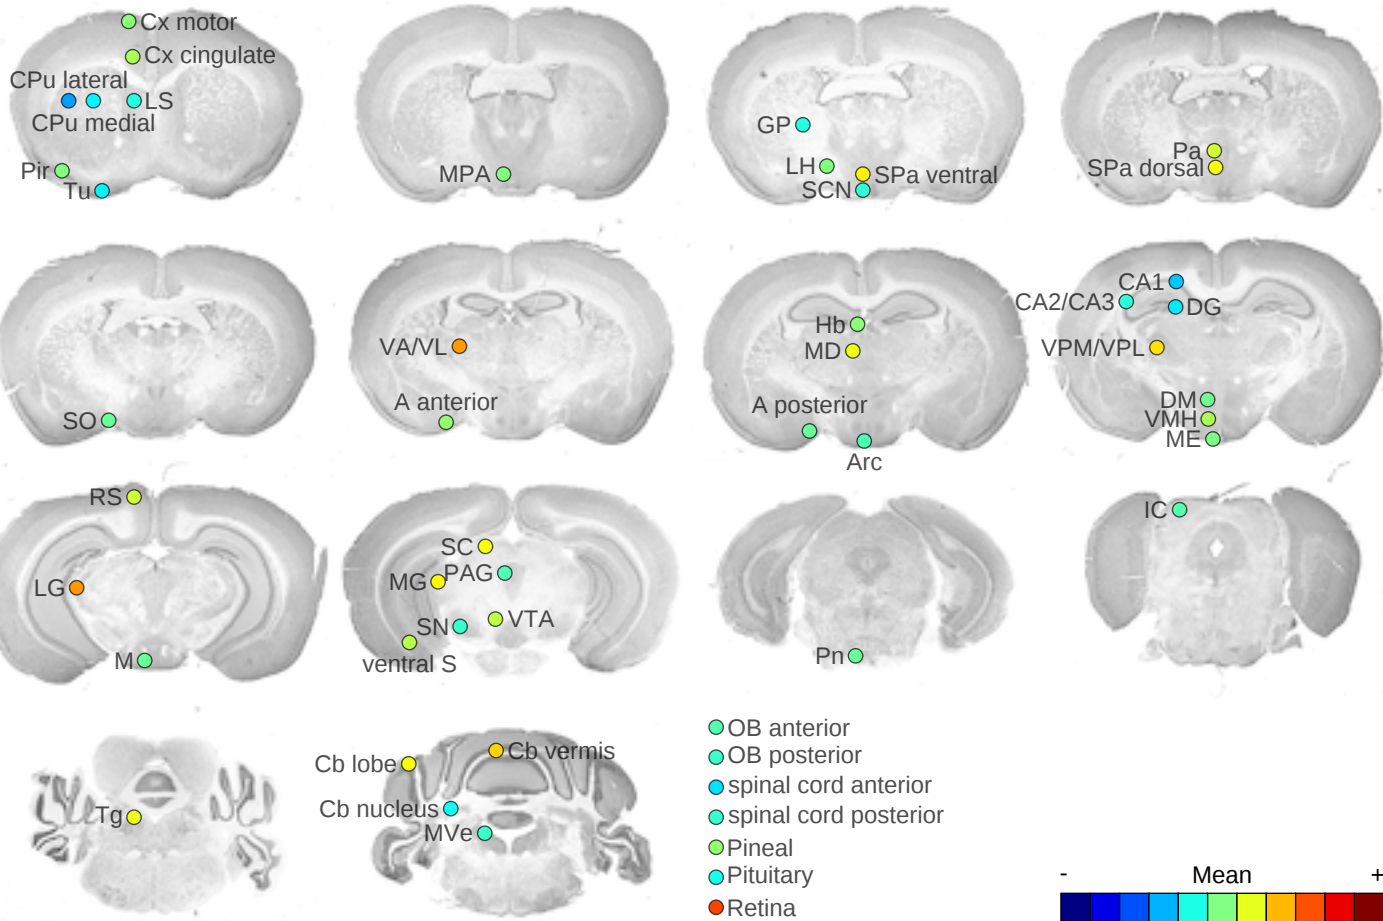 Cx motor
Cx cingulate
CPu lateral
LS
CPu medial
Pir
Tu
MPA
GP
LH
SPa ventral
SCN
Pa
SPa dorsal
SO
VA/VL
A anterior
Hb
MD
A posterior
Arc
CA1
CA2/CA3
DG
VPM/VPL
DM
VMH
ME
RS
LG
M
SC
MG
PAG
SN
VTA
ventral S
Pn
IC
Tg
Cb lobe
Cb vermis
Cb nucleus
MVe
OB anterior
OB posterior
spinal cord anterior
spinal cord posterior
Pineal
Pituitary
Retina
- Mean +